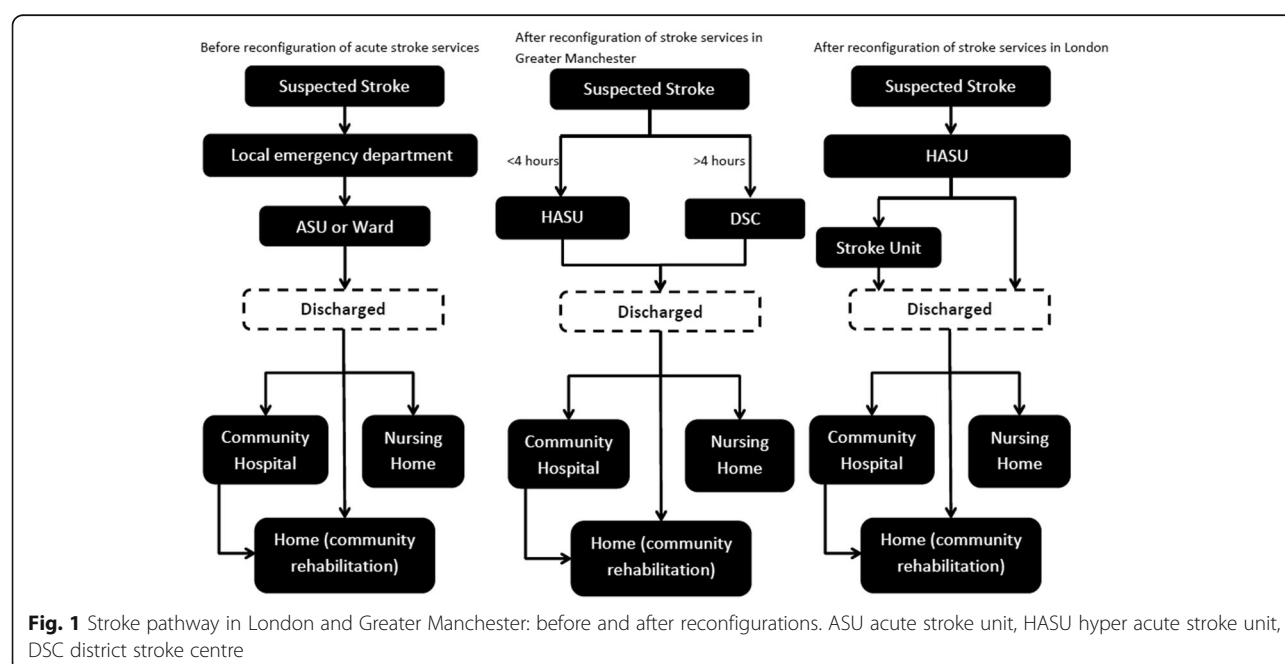 Before reconfiguration of acute stroke services
Suspected Stroke
Local emergency department
ASU or Ward
Discharged
Community
Hospital
Nursing
Home
Home (community
rehabilitation)
After reconfiguration of stroke services in
Greater Manchester
Suspected Stroke
<4 hours
>4 hours
HASU
DSC
Discharged
Community
Hospital
Nursing
Home
Home (community
rehabilitation)
After reconfiguration of stroke services in London
Suspected Stroke
HASU
Stroke Unit
Discharged
Community
Hospital
Nursing
Home
Home (community
rehabilitation)
Fig. 1 Stroke pathway in London and Greater Manchester: before and after reconfigurations. ASU acute stroke unit, HASU hyper acute stroke unit,
DSC district stroke centre